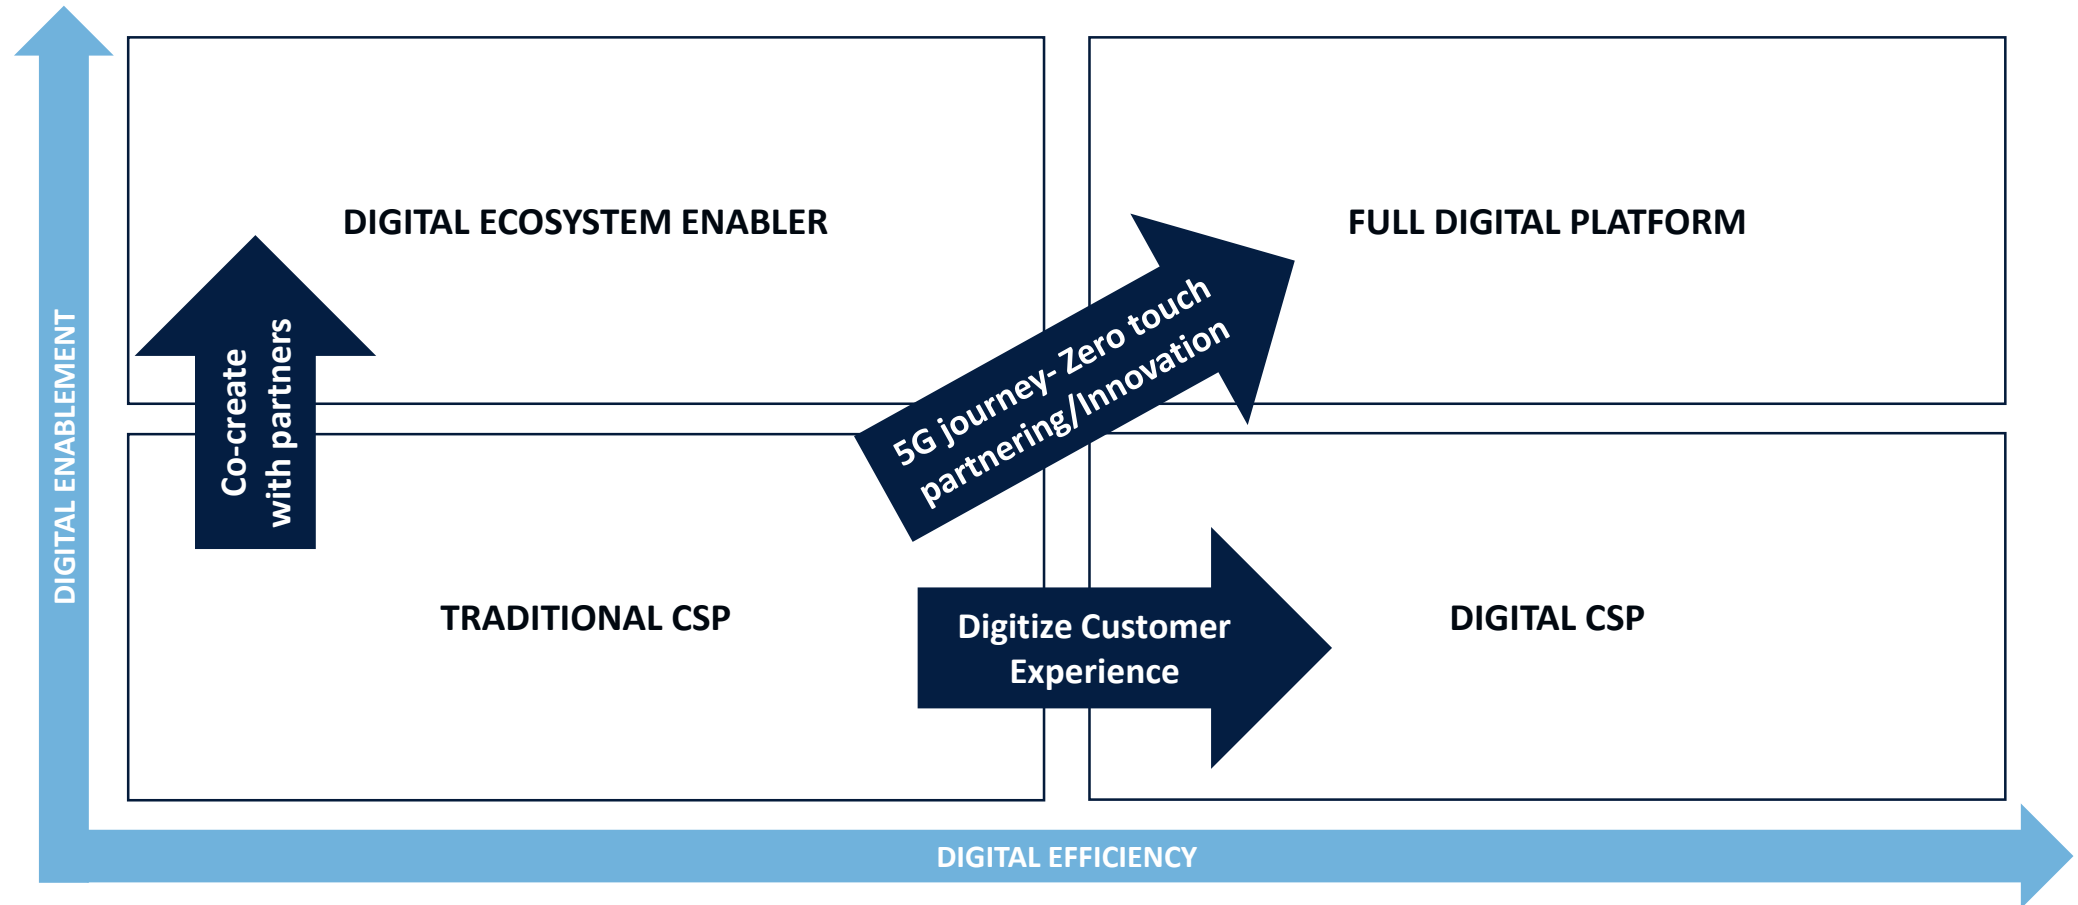 DIGITAL ENABLEMENT
DIGITAL ECOSYSTEM ENABLER
FULL DIGITAL PLATFORM
Co-create
with partners
5G journey- Zero touch
partnering/Innovation
TRADITIONAL CSP
Digitize Customer
Experience
DIGITAL CSP
DIGITAL EFFICIENCY